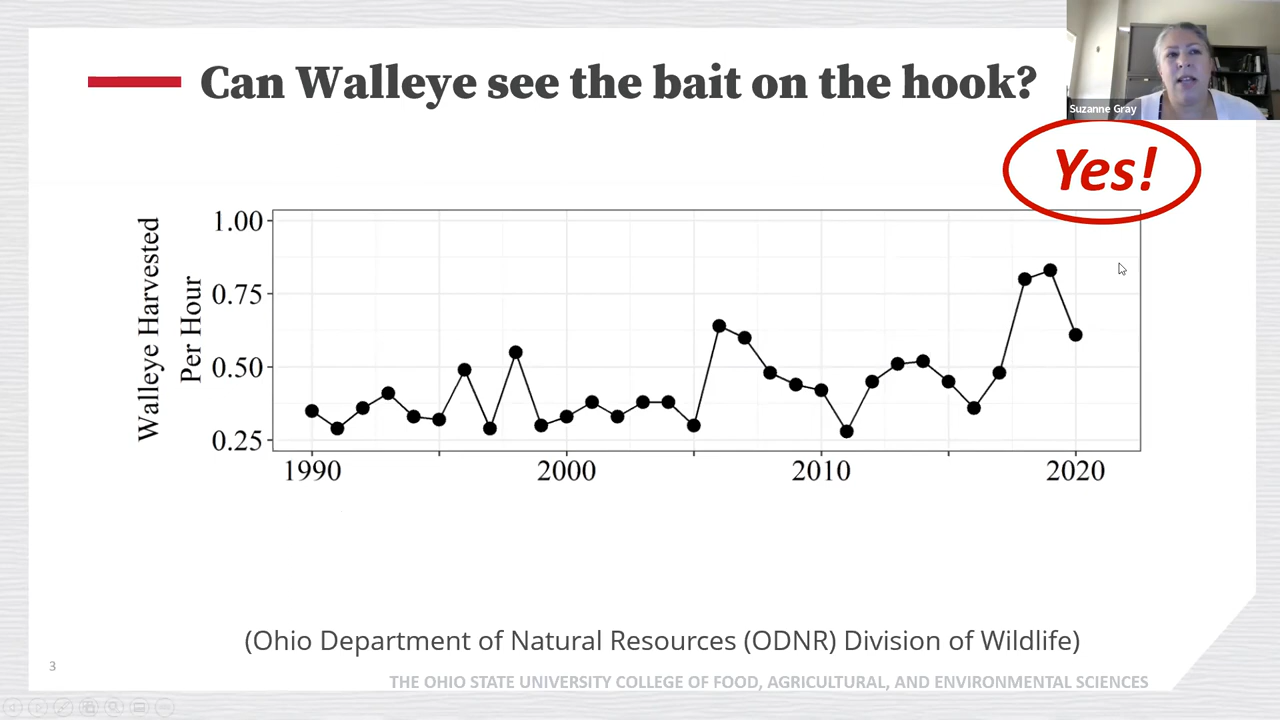 Can Walleye see the bait on the hook?
Suzanne Gray
Yes!
Walleye Harvested
Per Hour
1.00
0.75
0.50
0.25
1990
2000
2010
2020
(Ohio Department of Natural Resources (ODNR) Division of Wildlife)
3
THE OHIO STATE UNIVERSITY COLLEGE OF FOOD, AGRICULTURAL, AND ENVIRONMENTAL SCIENCES